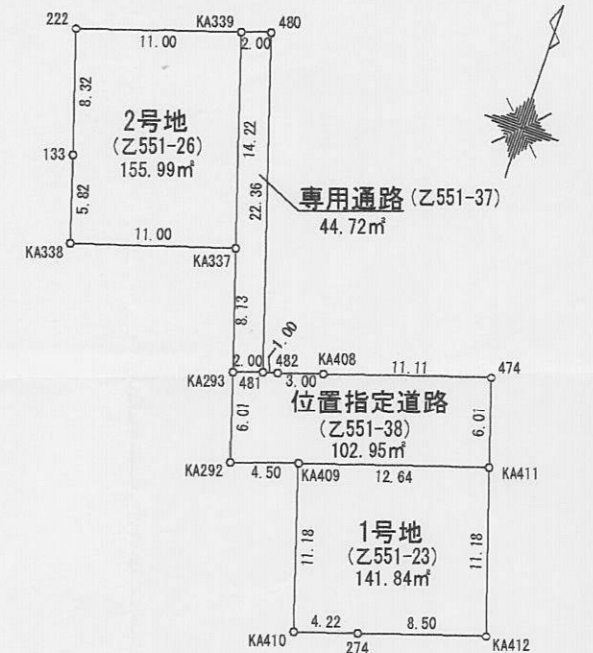 222
KA339
480
11.00
2.00
8.32
2号地
(乙551-26)
155.99㎡
14.22
133
22.36
専用通路 (乙551-37)
44.72㎡
5.82
11.00
KA338
KA337
8.13
1.00
2.00
482
KA408
11.11
474
KA293
481
3.00
位置指定道路
(乙551-38)
102.95㎡
6.01
6.01
KA292
4.50
KA409
12.64
KA411
1号地
(乙551-23)
141.84㎡
11.18
11.18
4.22
8.50
KA410
274
KA412